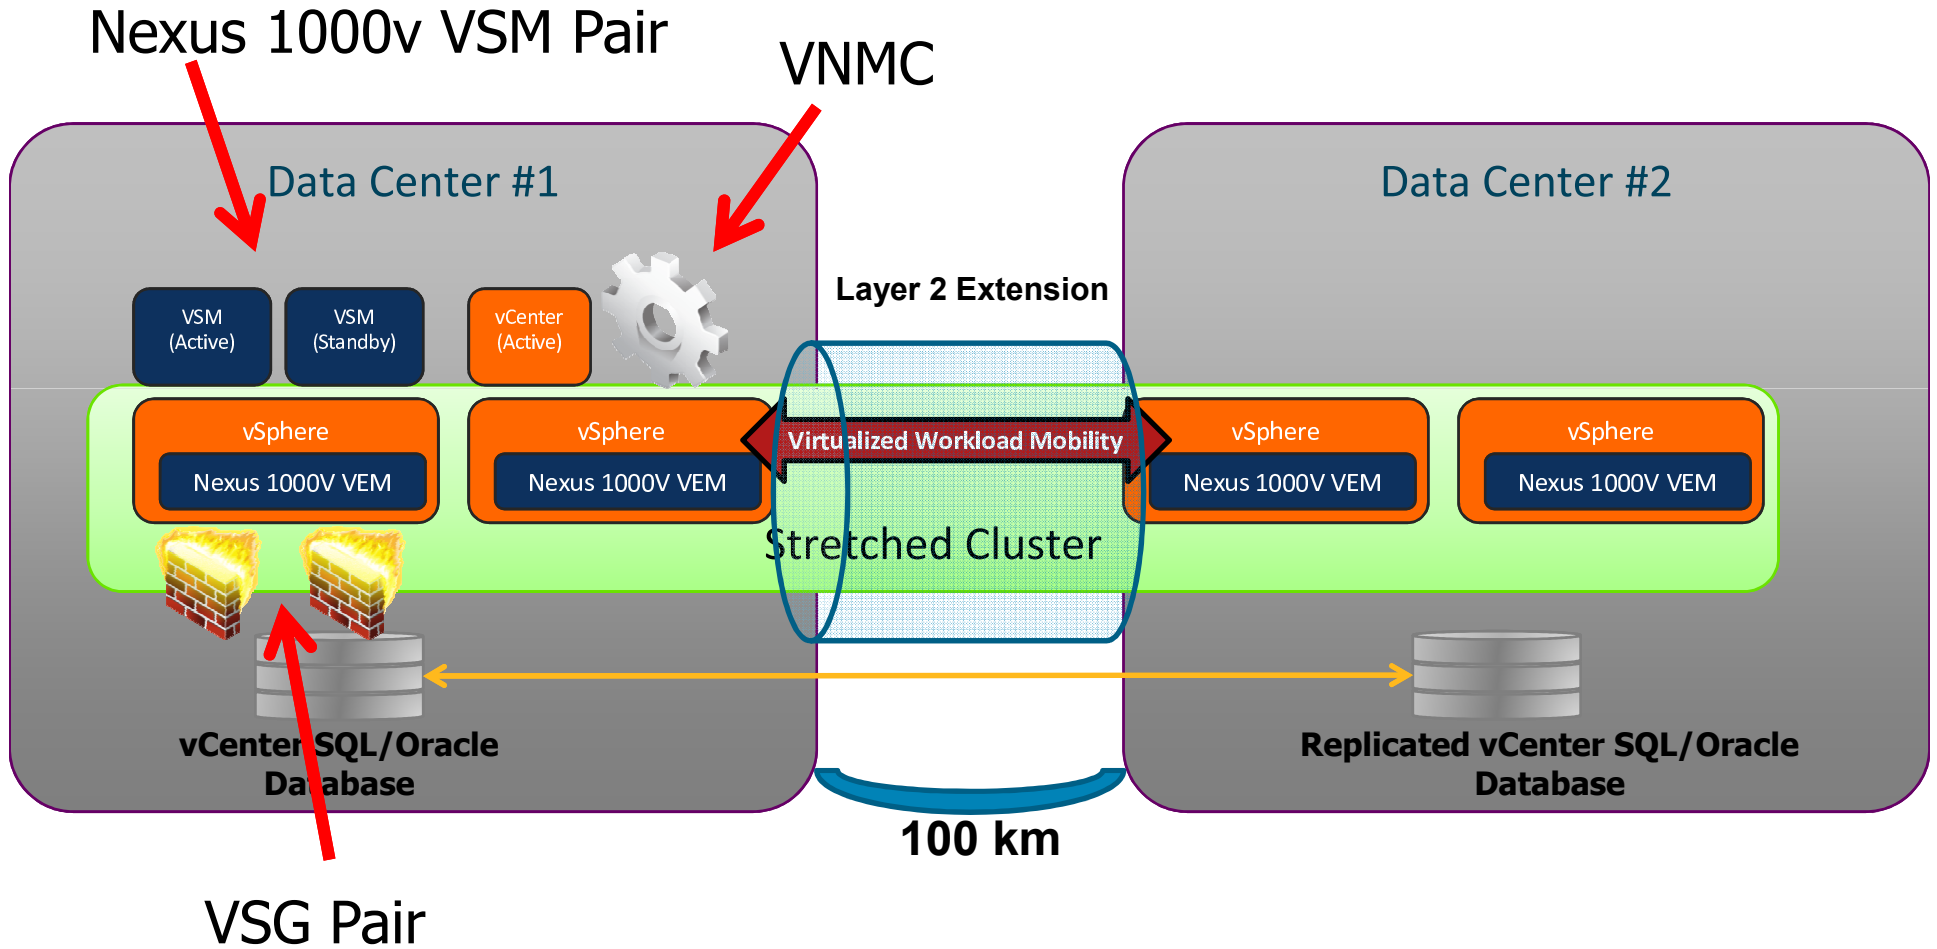 Nexus 1000v VSM Pair
VNMC
Data Center #1
Data Center #2
Layer 2 Extension
VSM
(Active)
VSM
(Standby)
vCenter
(Active)
vSphere
Nexus 1000V VEM
vSphere
Nexus 1000V VEM
Virtualized Workload Mobility
vSphere
Nexus 1000V VEM
vSphere
Nexus 1000V VEM
Stretched Cluster
vCenter SQL/Oracle
Database
Replicated vCenter SQL/Oracle
Database
100 km
VSG Pair